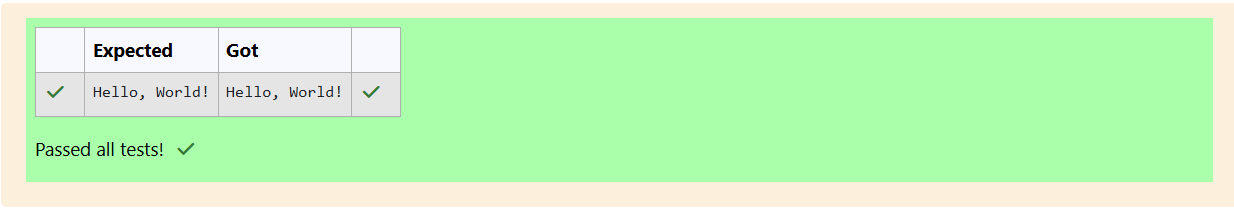 Expected Got
Hello, World! Hello, World!
Passed all tests!